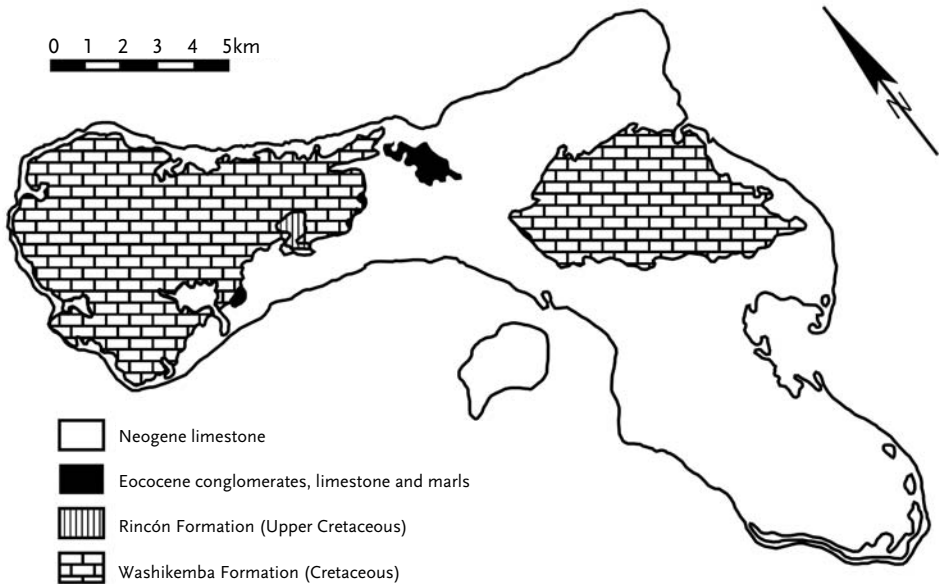 0 1 2 3 4 5km
N
Neogene limestone
Eococene conglomerates, limestone and marls
Rincón Formation (Upper Cretaceous)
Washikemba Formation (Cretaceous)